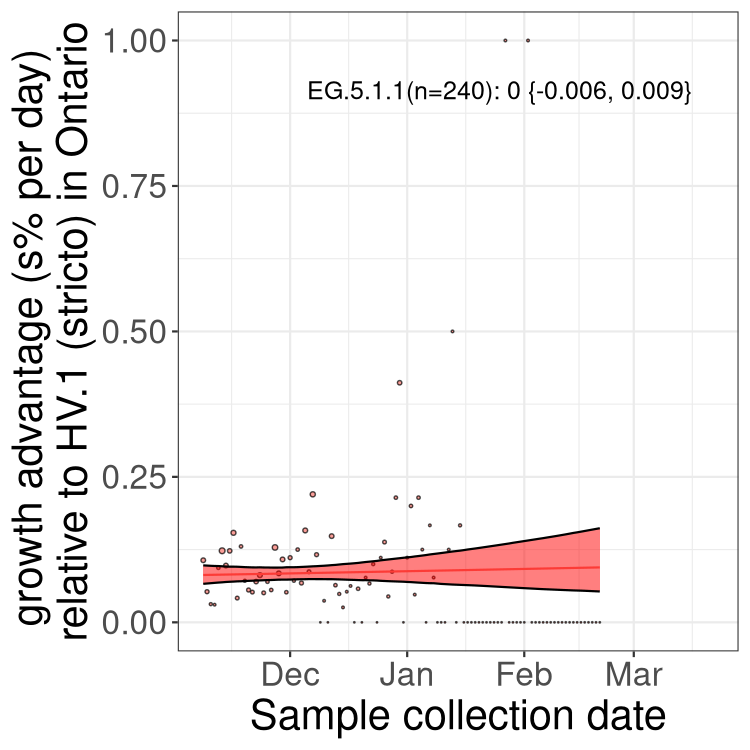 growth advantage (s% per day)
relative to HV.1 (stricto) in Ontario
1.00
0.75
0.50
0.25
0.00
EG.5.1.1(n=240): 0 {-0.006, 0.009}
Dec Jan Feb Mar
Sample collection date